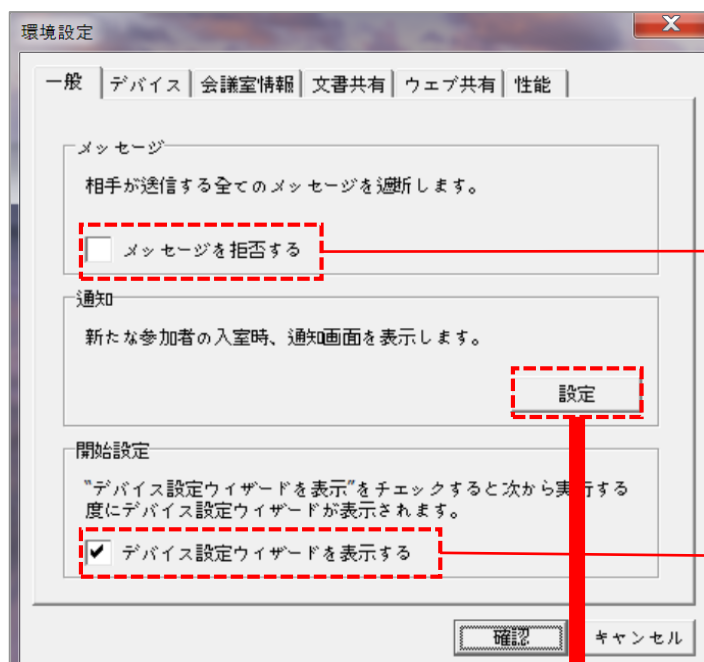 環境設定
一般 デバイス 会議室情報 文書共有 ウェブ共有 性能
メッセージ
相手が送信する全てのメッセージを遮断します。
メッセージを拒否する
通知
新たな参加者の入室時、通知画面を表示します。
設定
開始設定
"デバイス設定ウィザードを表示"をチェックすると次から実行する
度にデバイス設定ウィザードが表示されます。
デバイス設定ウィザードを表示する
確認 キャンセル